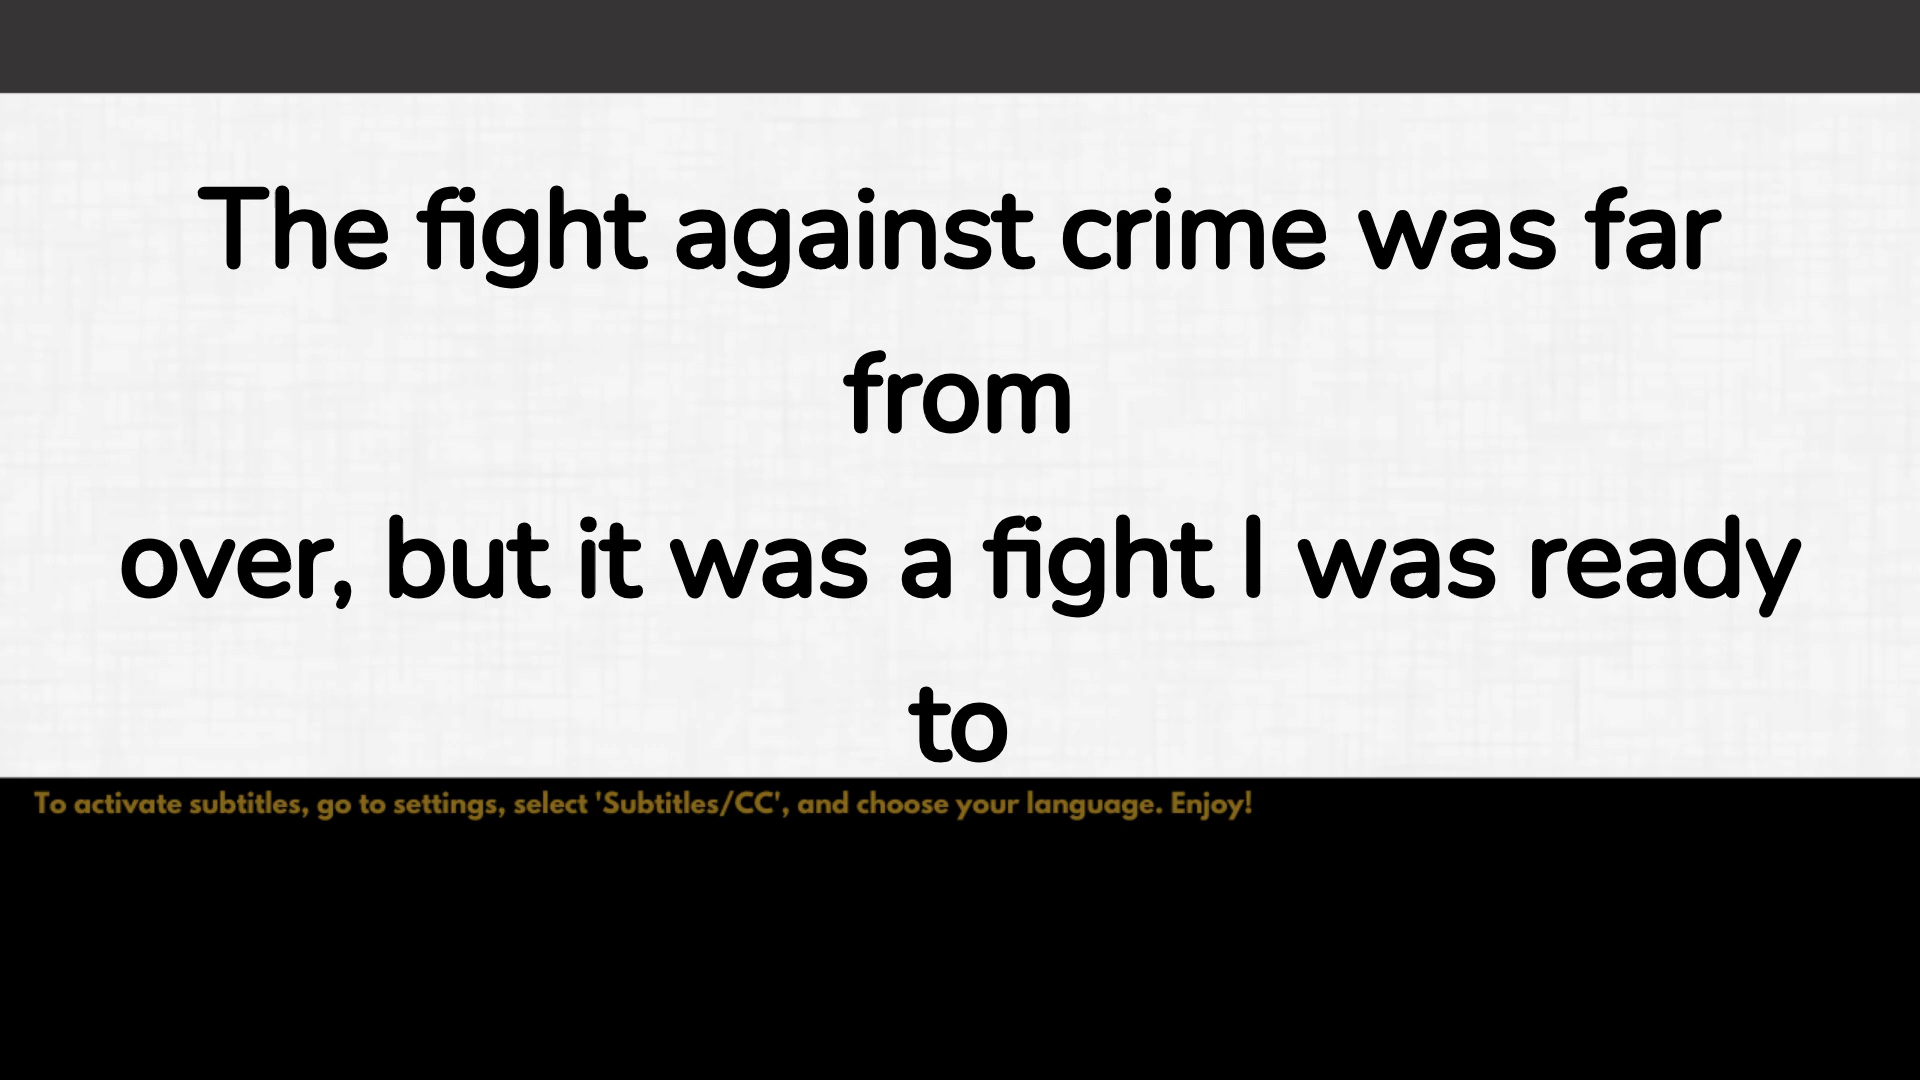 The fight against crime was far
from
over, but it was a fight I was ready
to
To activate subtitles, go to settings, select 'Subtitles/CC', and choose your language. Enjoy!